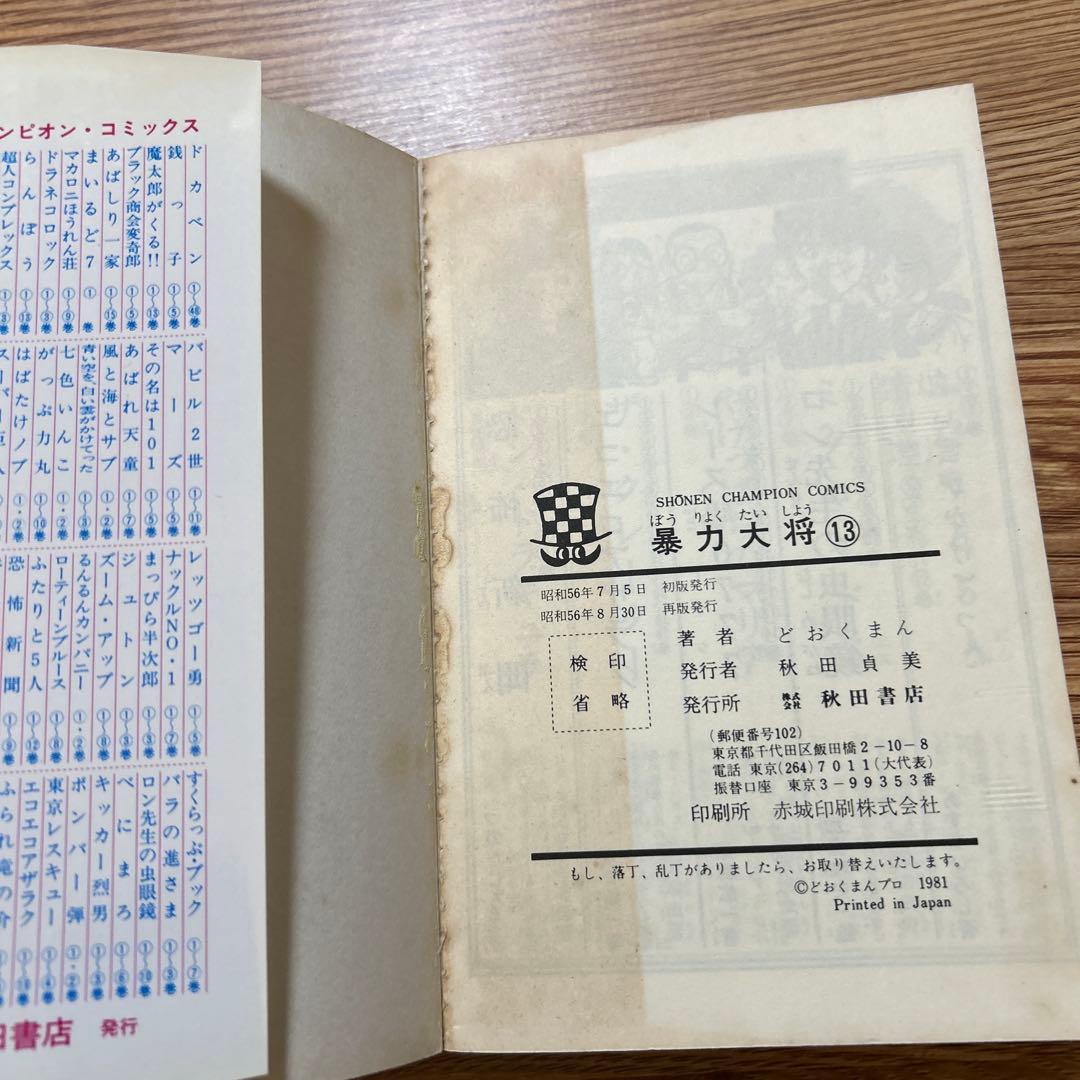 ンピオン・コミックス
ドカベン ①〜㊽巻
銭っ子 ①〜⑤巻
魔太郎がくる!! ①〜⑬巻
ブラック商会変奇郎 ①〜⑤巻
あばしり一家 ①〜⑮巻
まいるど7 ①巻
マカロニほうれん荘 ①〜⑨巻
ドラネコロック ①〜③巻
らんぽう ①〜⑬巻
超人コンプレックス ①〜③巻
バビル2世 ①〜⑪巻
マーズ ①〜⑤巻
その名は101 ①〜⑤巻
あばれ天童 ①〜⑦巻
風と海とサブ ①・②巻
青い空を、白い雲がかけてった ①〜③巻
七色いんこ ①・②巻
がっぷ力丸 ①〜⑩巻
はばたけノブ ①・②巻
レッツゴー勇 ①〜⑤巻
ナックルNO・1 ①〜⑦巻
まっぴら半次郎 ①〜③巻
ジュトン ①〜③巻
ズーム・アップ ①〜⑧巻
るんるんカンパニー ①・②巻
ローティーンブルース ①〜⑧巻
ふたりと5人 ①〜⑫巻
恐怖新聞 ①〜⑨巻
すくらっぷ・ブック ①〜⑦巻
バラの進さま ①〜③巻
ロン先生の虫眼鏡 ①〜⑩巻
べにまろ ①〜⑥巻
キッカー烈男 ①〜③巻
ボンバー弾 ①・②巻
東京レスキュー ①〜④巻
エコエコアザラク ①〜⑱巻
ふられ竜の介
田書店 発行
SHŌNEN CHAMPION COMICS
ぼう りよく たい しよう
暴力大将⑬
昭和56年7月5日 初版発行
昭和56年8月30日 再版発行
検印
省略
著者 どおくまん
発行者 秋田貞美
発行所 株式会社 秋田書店
(郵便番号102)
東京都千代田区飯田橋2-10-8
電話 東京(264)7011(大代表)
振替口座 東京3-99353番
印刷所 赤城印刷株式会社
もし、落丁、乱丁がありましたら、お取り替えいたします。
©どおくまんプロ 1981
Printed in Japan